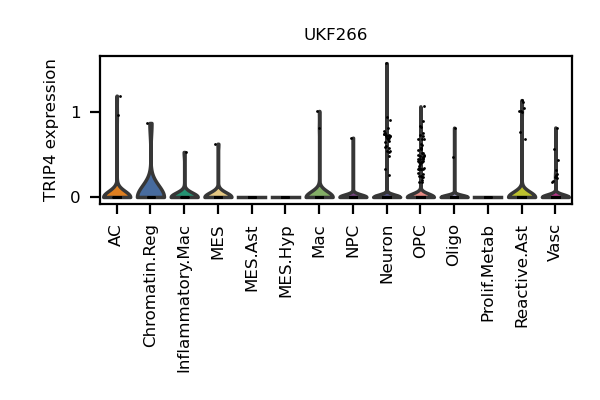 UKF266
TRIP4 expression
1
0
AC
Chromatin.Reg
Inflammatory.Mac
MES
MES.Ast
MES.Hyp
Mac
NPC
Neuron
OPC
Oligo
Prolif.Metab
Reactive.Ast
Vasc